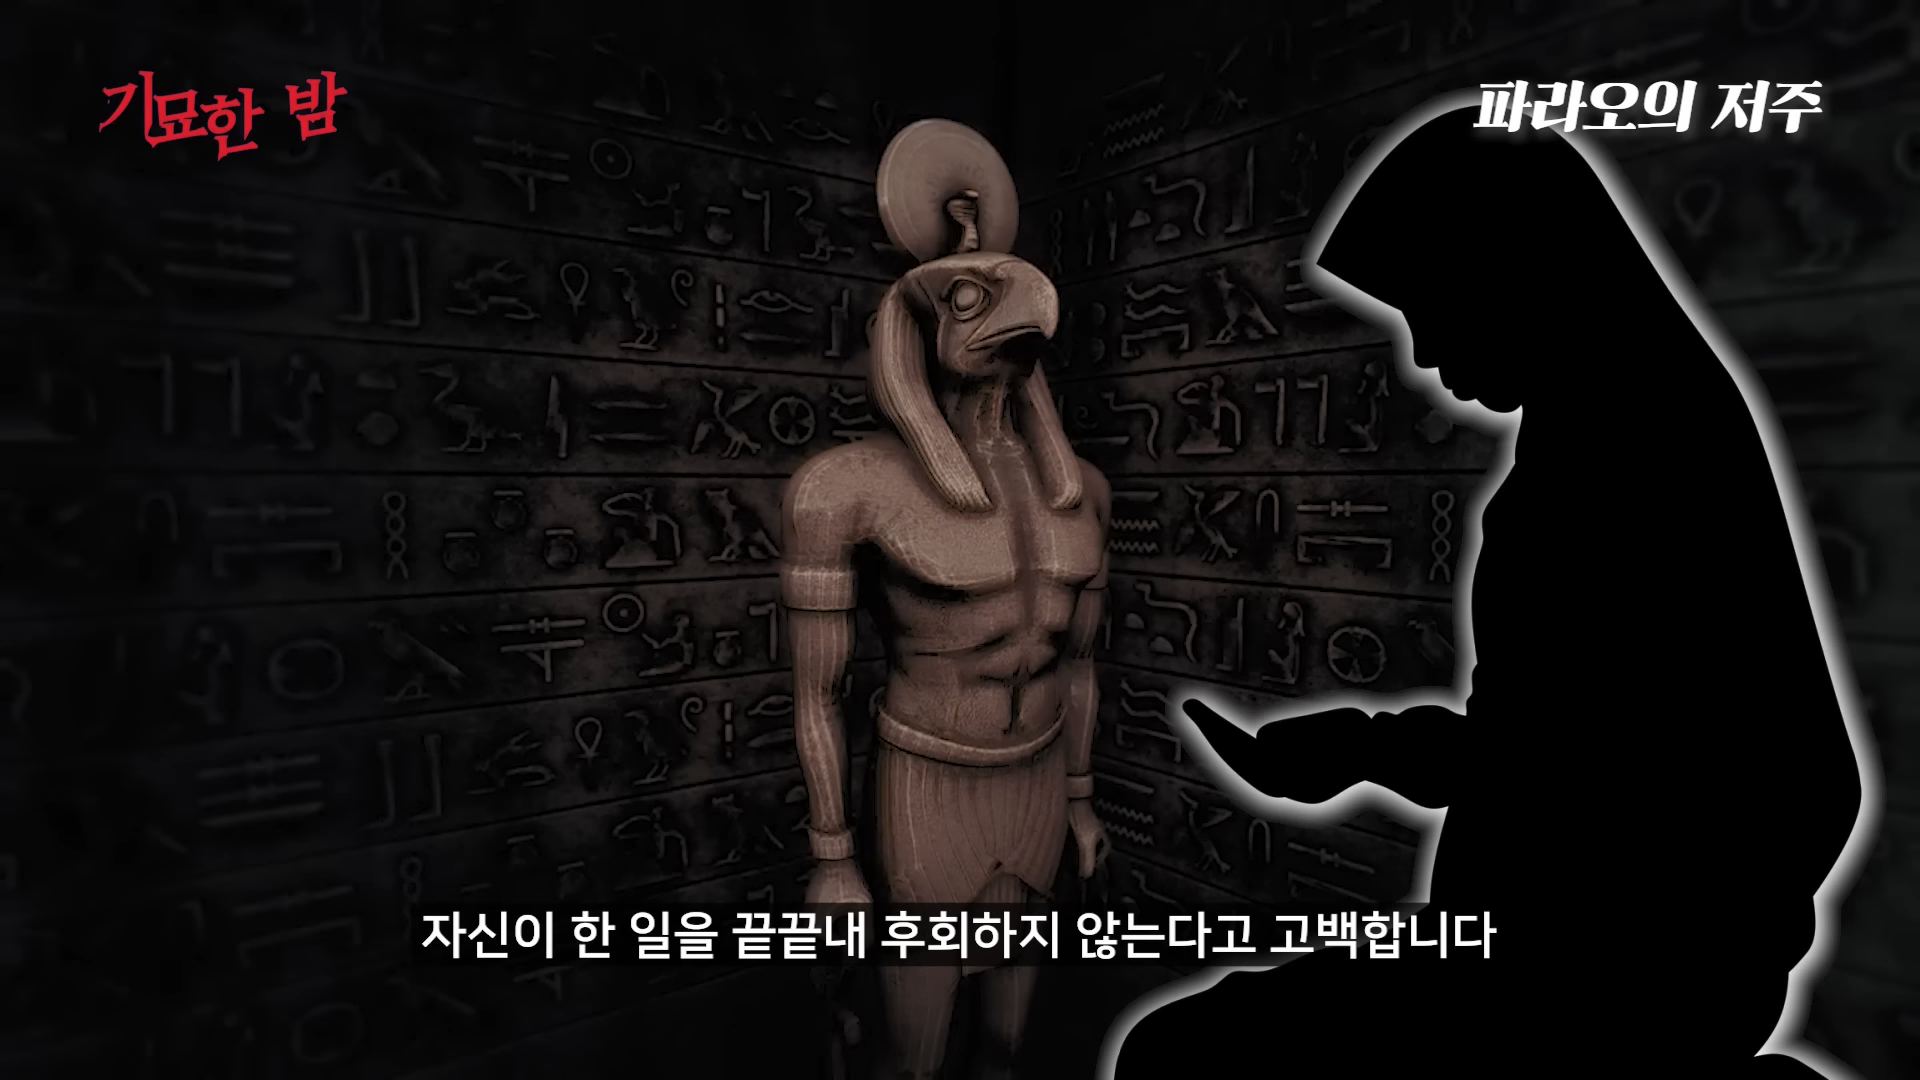 기묘한 밤
파라오의 저주
자신이 한 일을 끝끝내 후회하지 않는다고 고백합니다